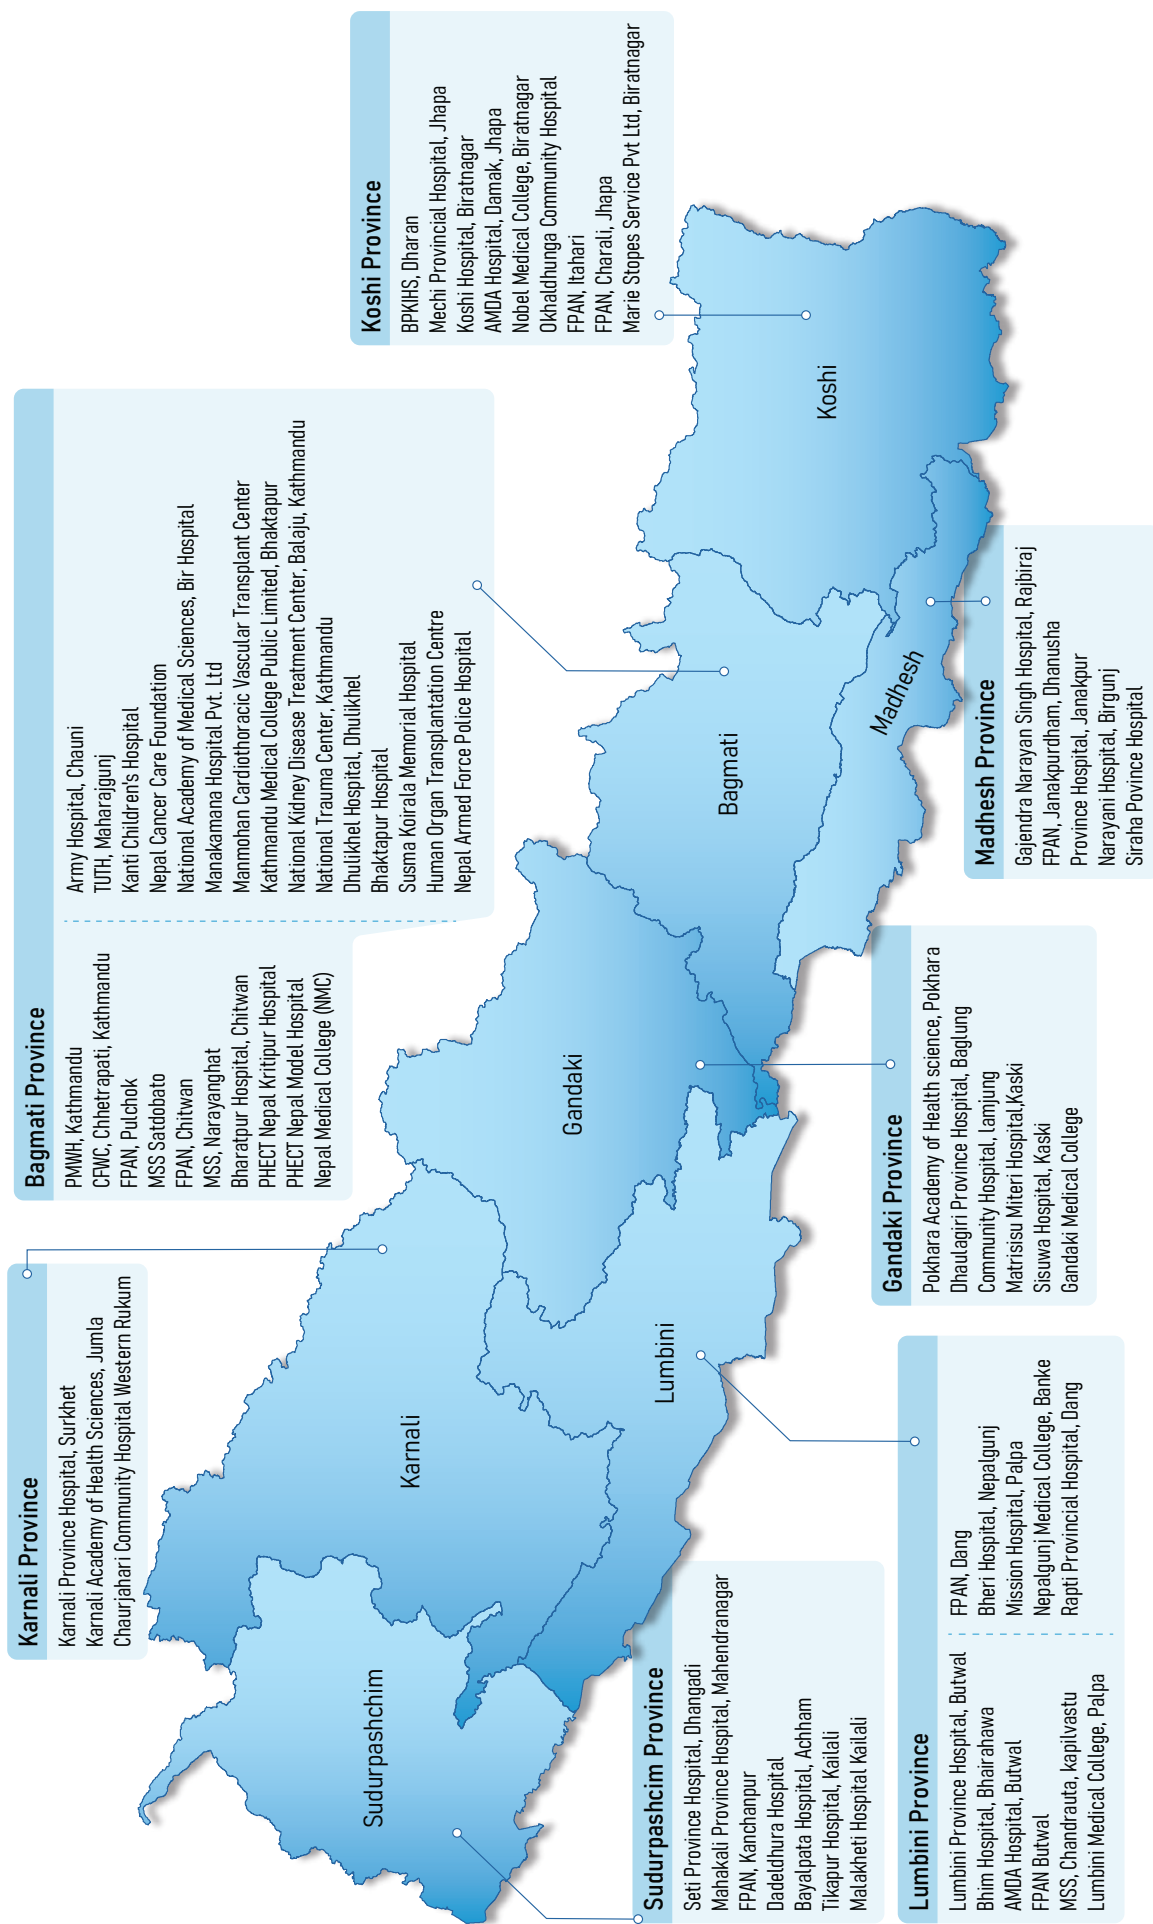 Karnali Province
Karnali Province Hospital, Surkhet
Karnali Academy of Health Sciences, Jumla
Chaurjahari Community Hospital Western Rukum
Bagmati Province
PMWH, Kathmandu
CFWC, Chhetrapati, Kathmandu
FPAN, Pulchok
MSS Satdobato
FPAN, Chitwan
MSS, Narayanghat
Bharatpur Hospital, Chitwan
PHECT Nepal Kritipur Hospital
PHECT Nepal Model Hospital
Nepal Medical College (NMC)
Army Hospital, Chauni
TUTH, Maharajgunj
Kanti Children's Hospital
Nepal Cancer Care Foundation
National Academy of Medical Sciences, Bir Hospital
Manakamana Hospital Pvt. Ltd
Manmohan Cardiothoracic Vascular Transplant Center
Kathmandu Medical College Public Limited, Bhaktapur
National Kidney Disease Treatment Center, Balaju, Kathmandu
National Trauma Center, Kathmandu
Dhulikhel Hospital, Dhulikhel
Bhaktapur Hospital
Susma Koirala Memorial Hospital
Human Organ Transplantation Centre
Nepal Armed Force Police Hospital
Koshi Province
BPKIHS, Dharan
Mechi Provincial Hospital, Jhapa
Koshi Hospital, Biratnagar
AMDA Hospital, Damak, Jhapa
Nobel Medical College, Biratnagar
Okhaldhunga Community Hospital
FPAN, Itahari
FPAN, Charali, Jhapa
Marie Stopes Service Pvt Ltd, Biratnagar
Sudurpashchim
Karnali
Gandaki
Lumbini
Bagmati
Madhesh
Koshi
Sudurpashcim Province
Seti Province Hospital, Dhangadi
Mahakali Province Hospital, Mahendranagar
FPAN, Kanchanpur
Dadeldhura Hospital
Bayalpata Hospital, Achham
Tikapur Hospital, Kailali
Malakheti Hospital Kailali
Lumbini Province
Lumbini Province Hospital, Butwal
Bhim Hospital, Bhairahawa
AMDA Hospital, Butwal
FPAN Butwal
MSS, Chandrauta, kapilvastu
Lumbini Medical College, Palpa
FPAN, Dang
Bheri Hospital, Nepalgunj
Mission Hospital, Palpa
Nepalgunj Medical College, Banke
Rapti Provincial Hospital, Dang
Gandaki Province
Pokhara Academy of Health science, Pokhara
Dhaulagiri Province Hospital, Baglung
Community Hospital, Lamjung
Matrisisu Miteri Hospital,Kaski
Sisuwa Hospital, Kaski
Gandaki Medical College
Madhesh Province
Gajendra Narayan Singh Hospital, Rajbiraj
FPAN, Janakpurdham, Dhanusha
Province Hospital, Janakpur
Narayani Hospital, Birgunj
Siraha Povince Hospital